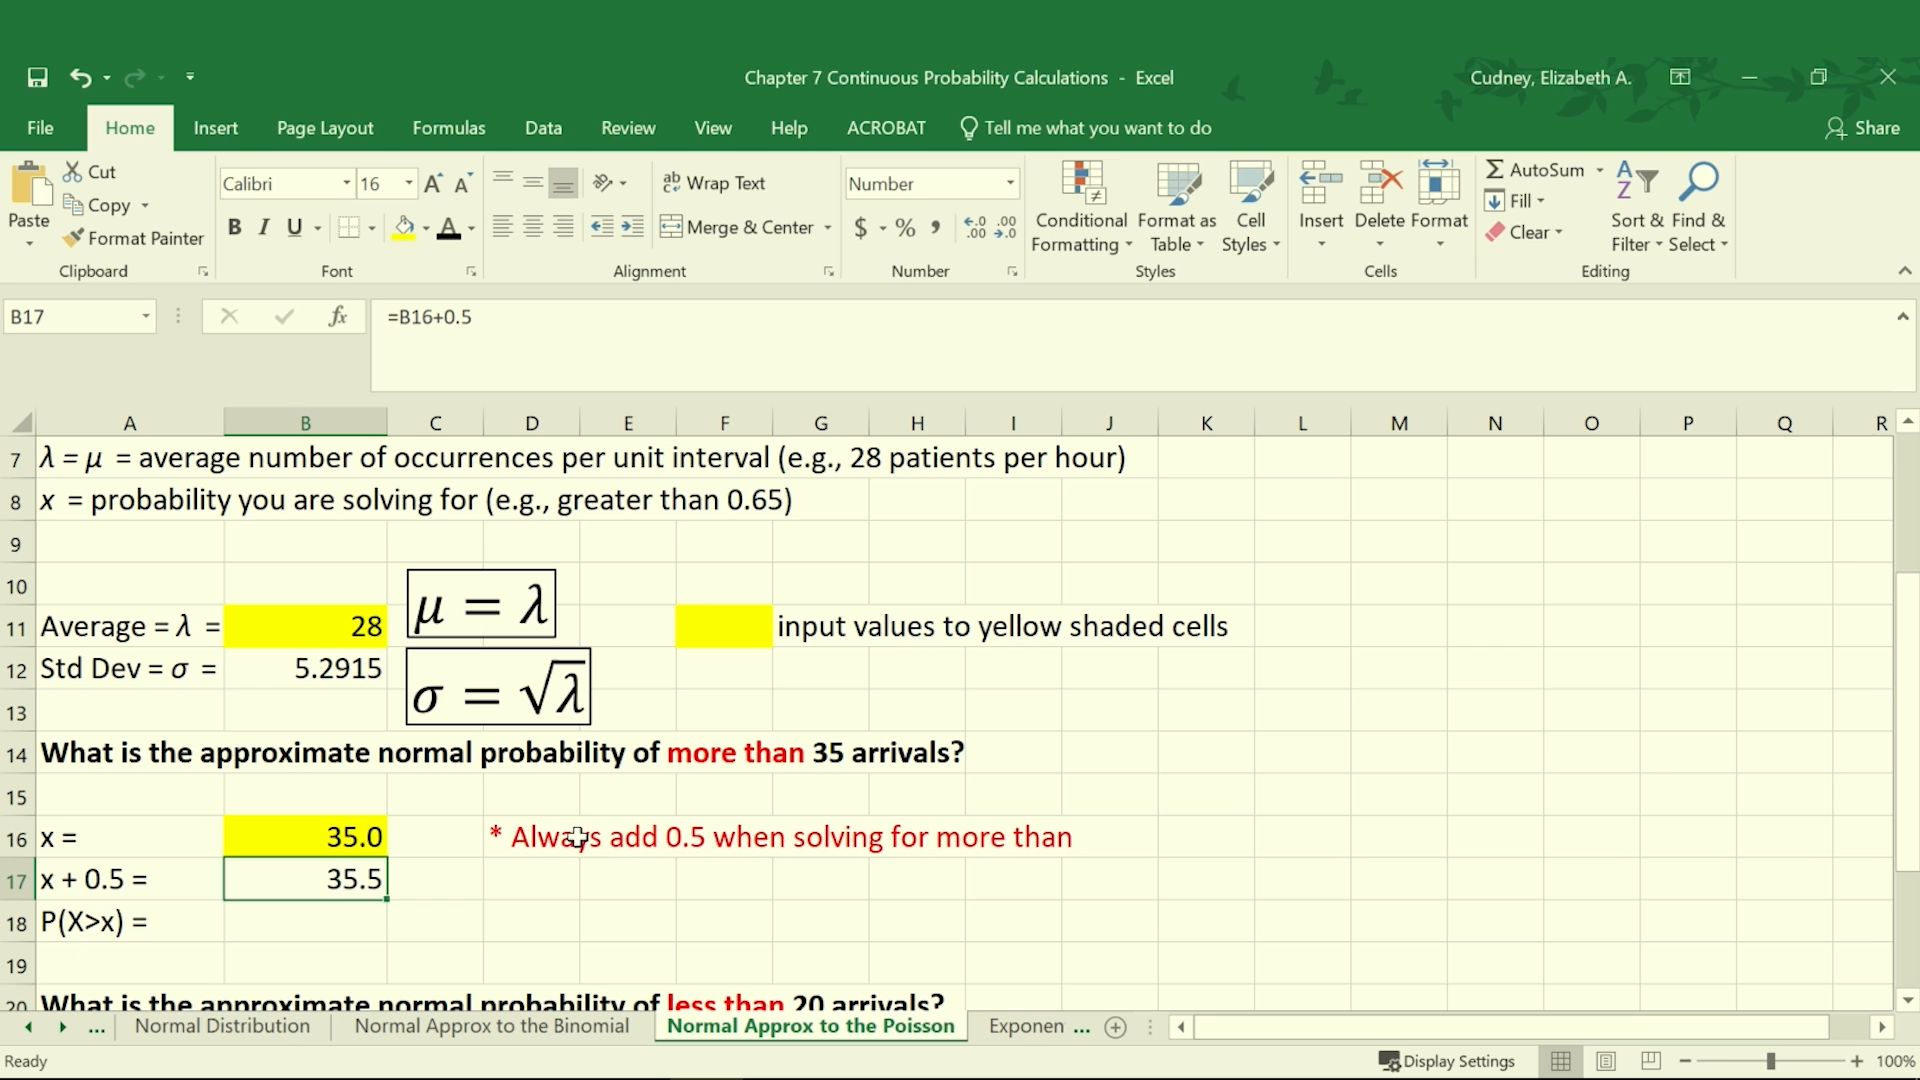 Chapter 7 Continuous Probability Calculations - Excel
Cudney, Elizabeth A.
File Home Insert Page Layout Formulas Data Review View Help ACROBAT Tell me what you want to do Share
Paste
Cut
Copy
Format Painter
Clipboard
Calibri 16
B I U
Font
Wrap Text
Merge & Center
Alignment
Number
$ % ,
Number
Conditional Formatting
Format as Table
Cell Styles
Styles
Insert Delete Format
Cells
AutoSum
Fill
Clear
Sort & Filter
Find & Select
Editing
B17 fx =B16+0.5
A B C D E F G H I J K L M N O P Q R
7 λ = μ = average number of occurrences per unit interval (e.g., 28 patients per hour)
8 x = probability you are solving for (e.g., greater than 0.65)
9
10 μ = λ
11 Average = λ = 28 input values to yellow shaded cells
12 Std Dev = σ = 5.2915
σ = √λ
13
14 What is the approximate normal probability of more than 35 arrivals?
15
16 x = 35.0 * Always add 0.5 when solving for more than
17 x + 0.5 = 35.5
18 P(X>x) =
19
20 What is the approximate normal probability of less than 20 arrivals?
... Normal Distribution Normal Approx to the Binomial Normal Approx to the Poisson Exponen ...
Ready Display Settings 100%